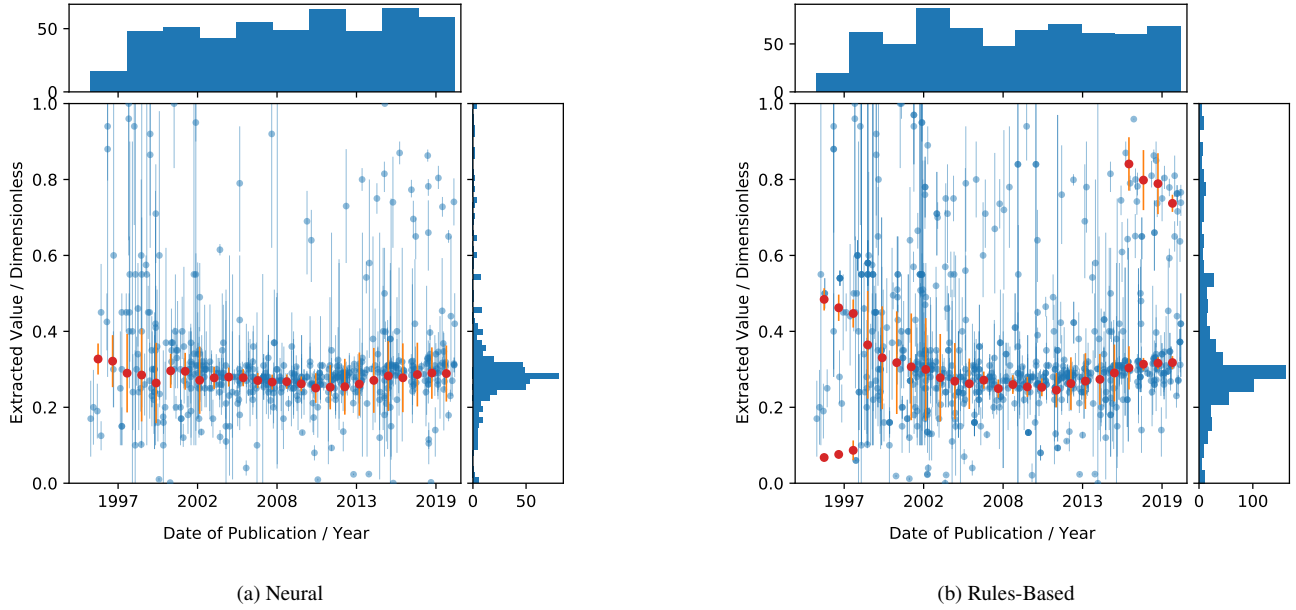 50
0
1.0
0.8
0.6
0.4
0.2
0.0
Extracted Value / Dimensionless
1997 2002 2008 2013 2019
0 50
Date of Publication / Year
(a) Neural
50
0
1.0
0.8
0.6
0.4
0.2
0.0
Extracted Value / Dimensionless
1997 2002 2008 2013 2019
0 100
Date of Publication / Year
(b) Rules-Based